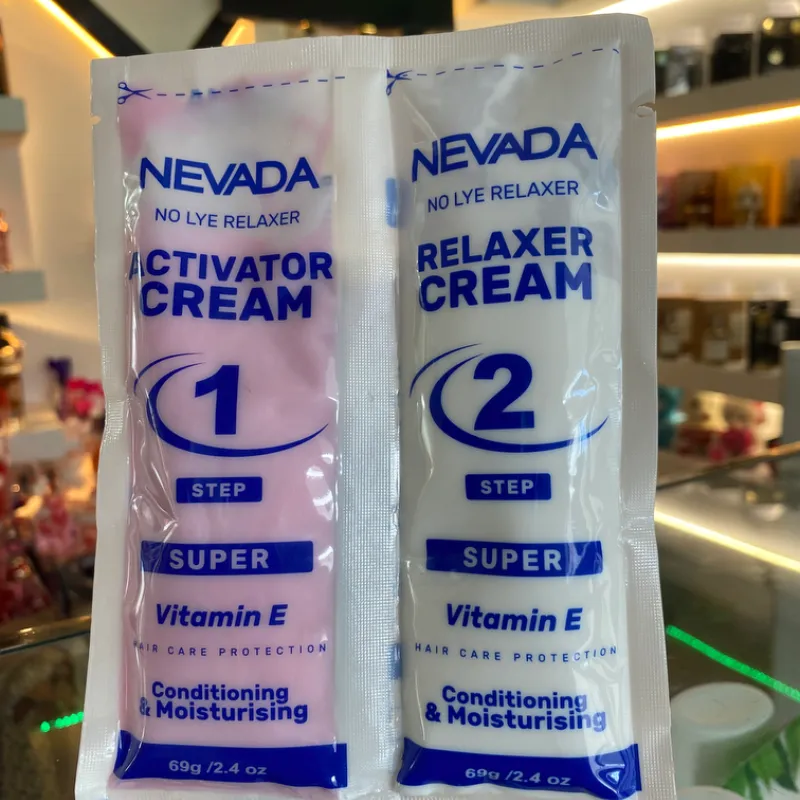 NEVADA
NO LYE RELAXER
ACTIVATOR
CREAM
1
STEP
SUPER
Vitamin E
HAIR CARE PROTECTION
Conditioning
& Moisturising
69g /2.4 oz
NEVADA
NO LYE RELAXER
RELAXER
CREAM
2
STEP
SUPER
Vitamin E
HAIR CARE PROTECTION
Conditioning
& Moisturising
69g /2.4 oz